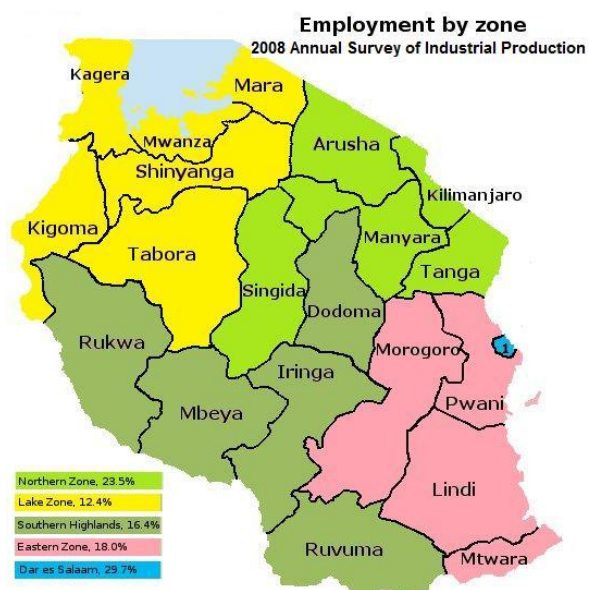 Employment by zone
2008 Annual Survey of Industrial Production
Kagera
Mara
Mwanza
Arusha
Shinyanga
Kilimanjaro
Kigoma
Manyara
Tabora
Tanga
Singida
Dodoma
Rukwa
Morogoro
1
Iringa
Mbeya
Pwani
Lindi
Ruvuma
Mtwara
Northern Zone, 23.5%
Lake Zone, 12.4%
Southern Highlands, 16.4%
Eastern Zone, 18.0%
Dar es Salaam, 29.7%